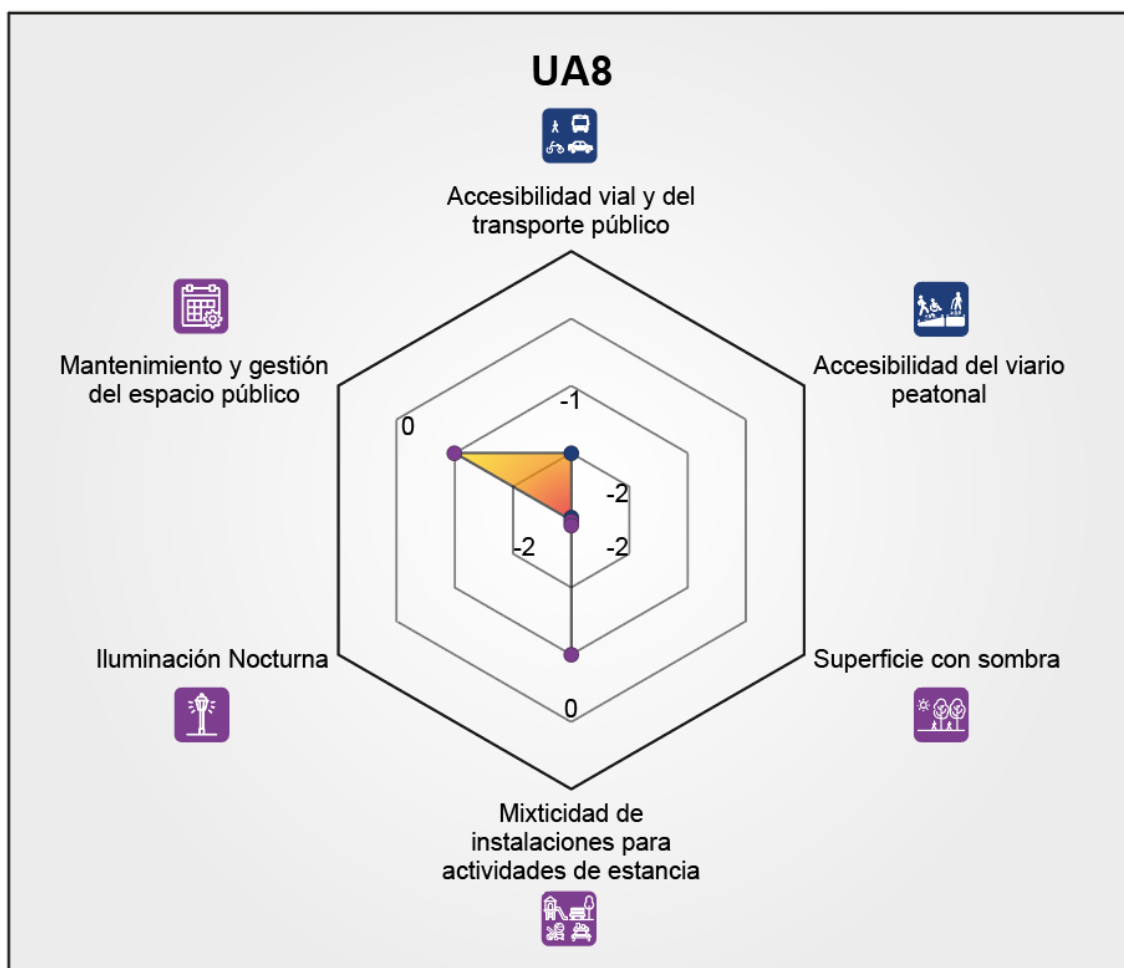 UA8
Accesibilidad vial y del
transporte público
Mantenimiento y gestión
del espacio público
Accesibilidad del viario
peatonal
0
-1
-2
-2
-2
Iluminación Nocturna
Superficie con sombra
0
Mixticidad de
instalaciones para
actividades de estancia